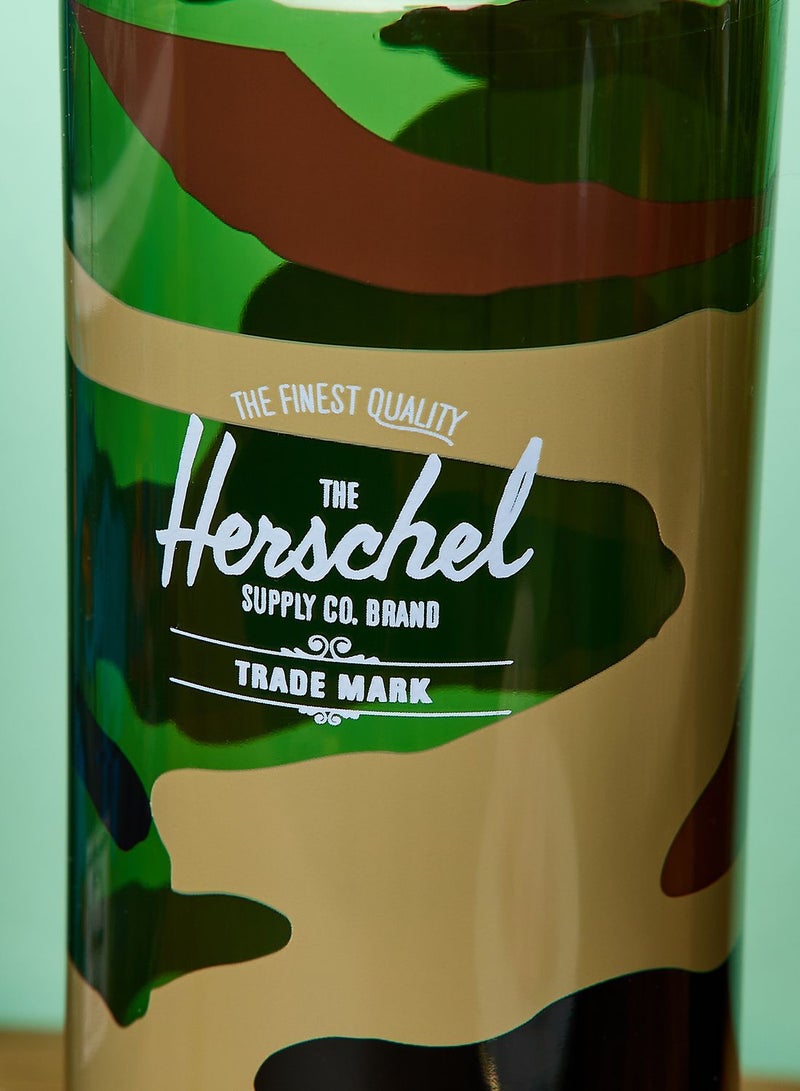 THE FINEST QUALITY
THE
Herschel
SUPPLY CO. BRAND
TRADE MARK